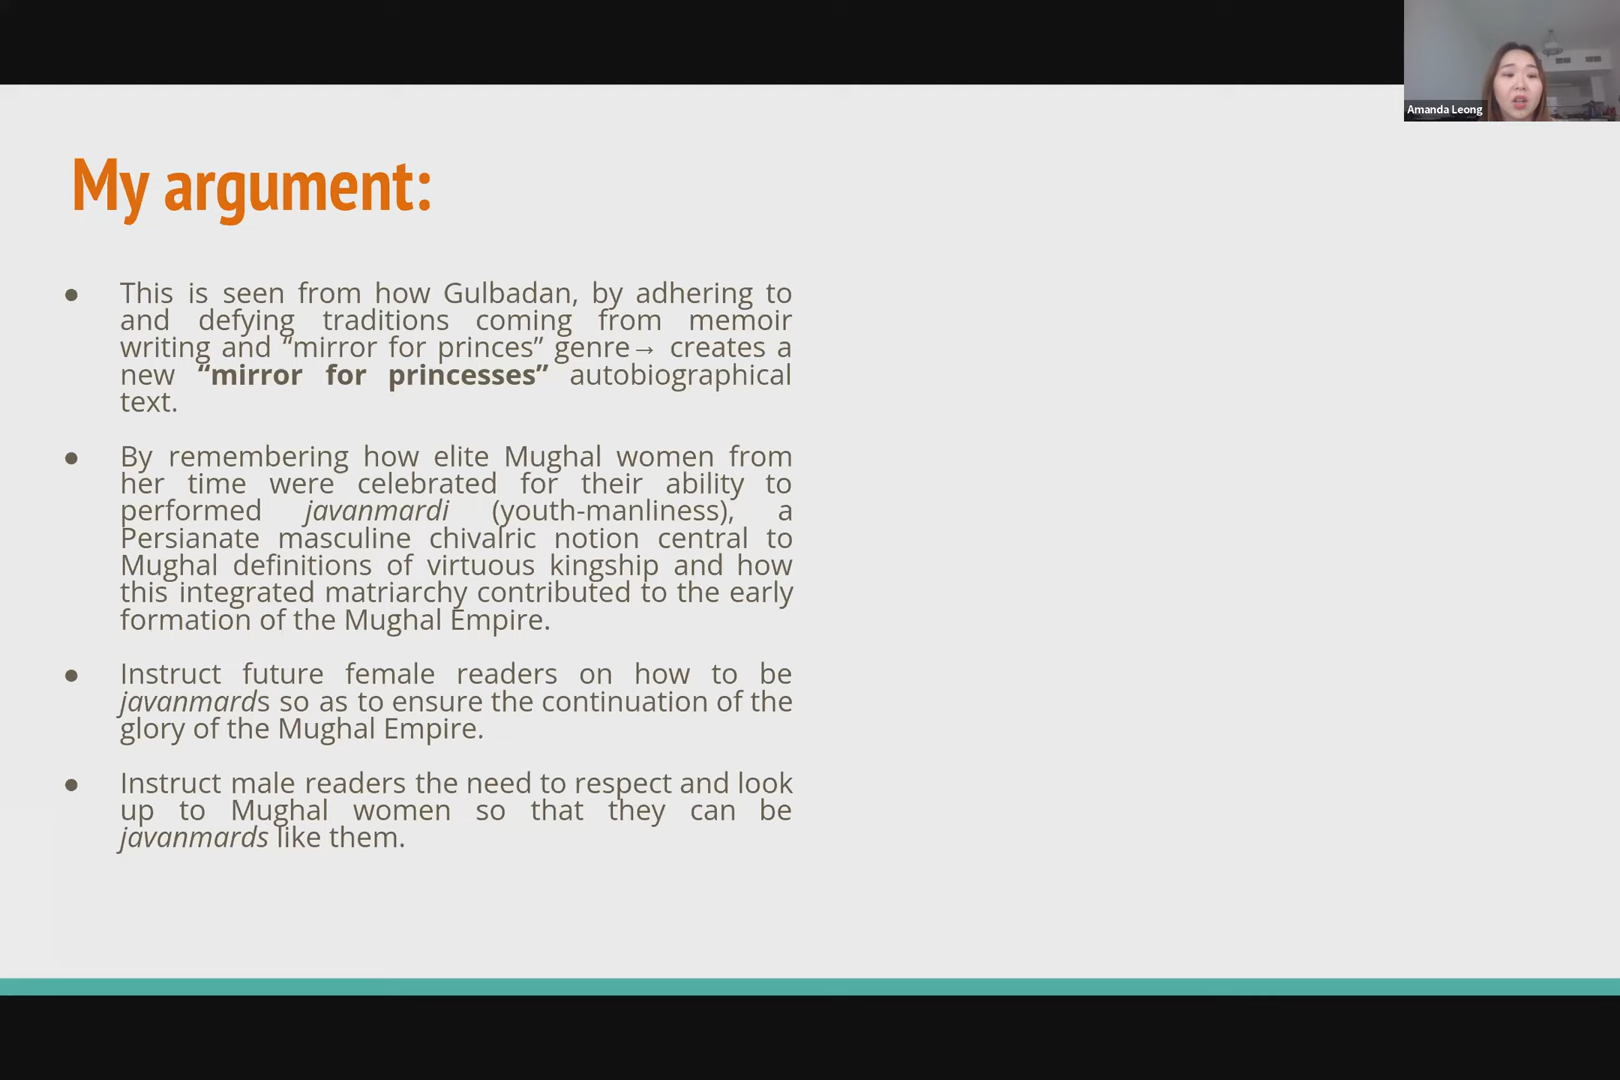 Amanda Leong
My argument:
● This is seen from how Gulbadan, by adhering to
and defying traditions coming from memoir
writing and “mirror for princes” genre→ creates a
new “mirror for princesses” autobiographical
text.
● By remembering how elite Mughal women from
her time were celebrated for their ability to
performed javanmardi (youth-manliness), a
Persianate masculine chivalric notion central to
Mughal definitions of virtuous kingship and how
this integrated matriarchy contributed to the early
formation of the Mughal Empire.
● Instruct future female readers on how to be
javanmards so as to ensure the continuation of the
glory of the Mughal Empire.
● Instruct male readers the need to respect and look
up to Mughal women so that they can be
javanmards like them.